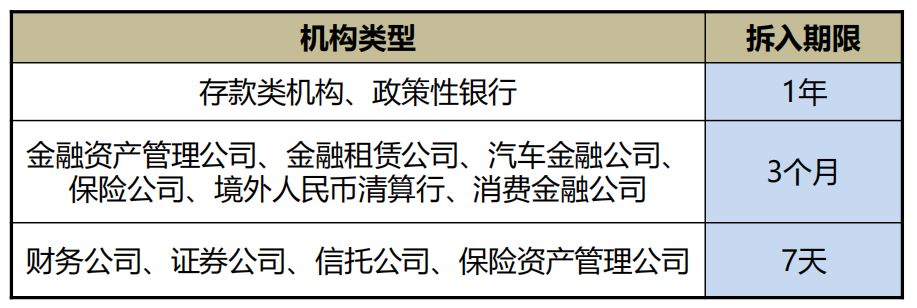 机构类型
拆入期限
存款类机构、政策性银行
1年
金融资产管理公司、金融租赁公司、汽车金融公司、
保险公司、境外人民币清算行、消费金融公司
3个月
财务公司、证券公司、信托公司、保险资产管理公司
7天